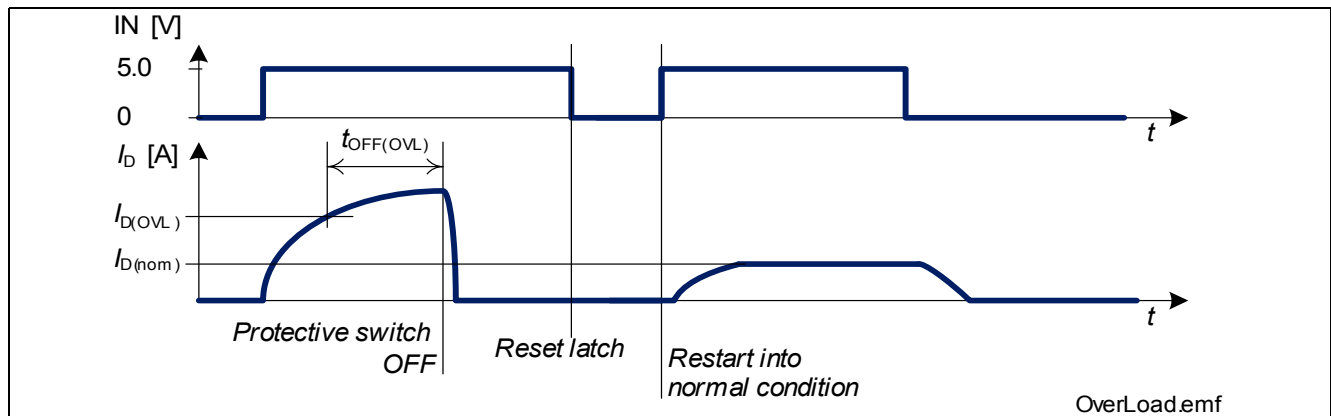 IN [V]
5.0
0
t
I_D [A]
t_OFF(OVL)
I_D(OVL)
I_D(nom)
t
Protective switch
OFF
Reset latch
Restart into
normal condition
OverLoad.emf